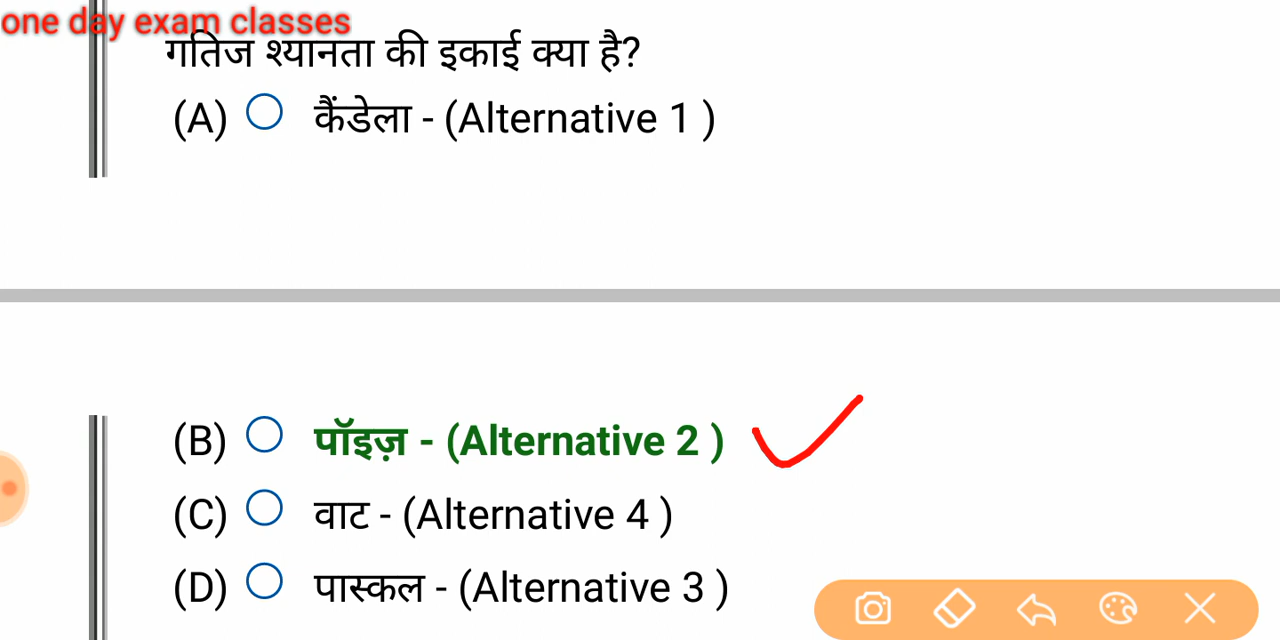 one day exam classes
गतिज श्यानता की इकाई क्या है?
(A) कैंडेला - (Alternative 1 )
(B) पॉइज़ - (Alternative 2 )
(C) वाट - (Alternative 4 )
(D) पास्कल - (Alternative 3 )